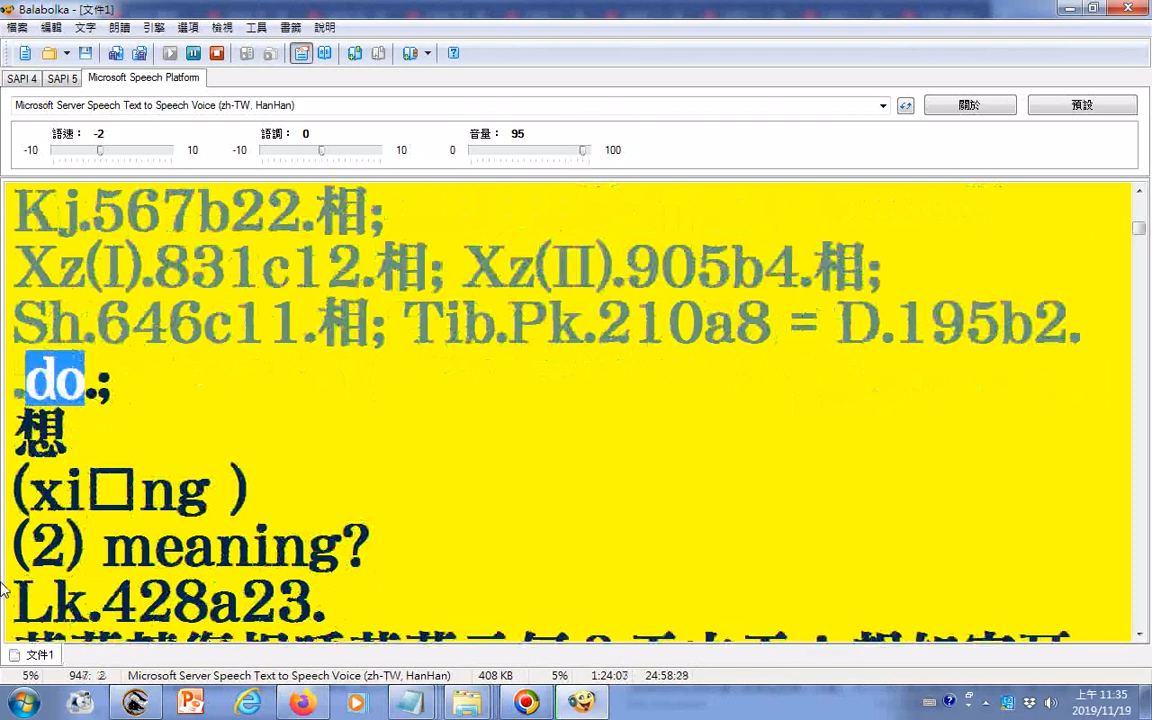 Balabolka - [文件1]
檔案 編輯 文字 朗讀 引擎 選項 檢視 工具 書籤 說明
SAPI 4 SAPI 5 Microsoft Speech Platform
Microsoft Server Speech Text to Speech Voice (zh-TW, HanHan) 關於 預設
語速： -2 語調： 0 音量： 95
-10 10 -10 10 0 100
Kj.567b22.相;
Xz(I).831c12.相; Xz(II).905b4.相;
Sh.646c11.相; Tib.Pk.210a8 = D.195b2.
.do.;
想
(xi□ng )
(2) meaning?
Lk.428a23.
文件1
5% 947: 2 Microsoft Server Speech Text to Speech Voice (zh-TW, HanHan) 408 KB 5% 1:24:03 24:58:28
上午 11:35
2019/11/19